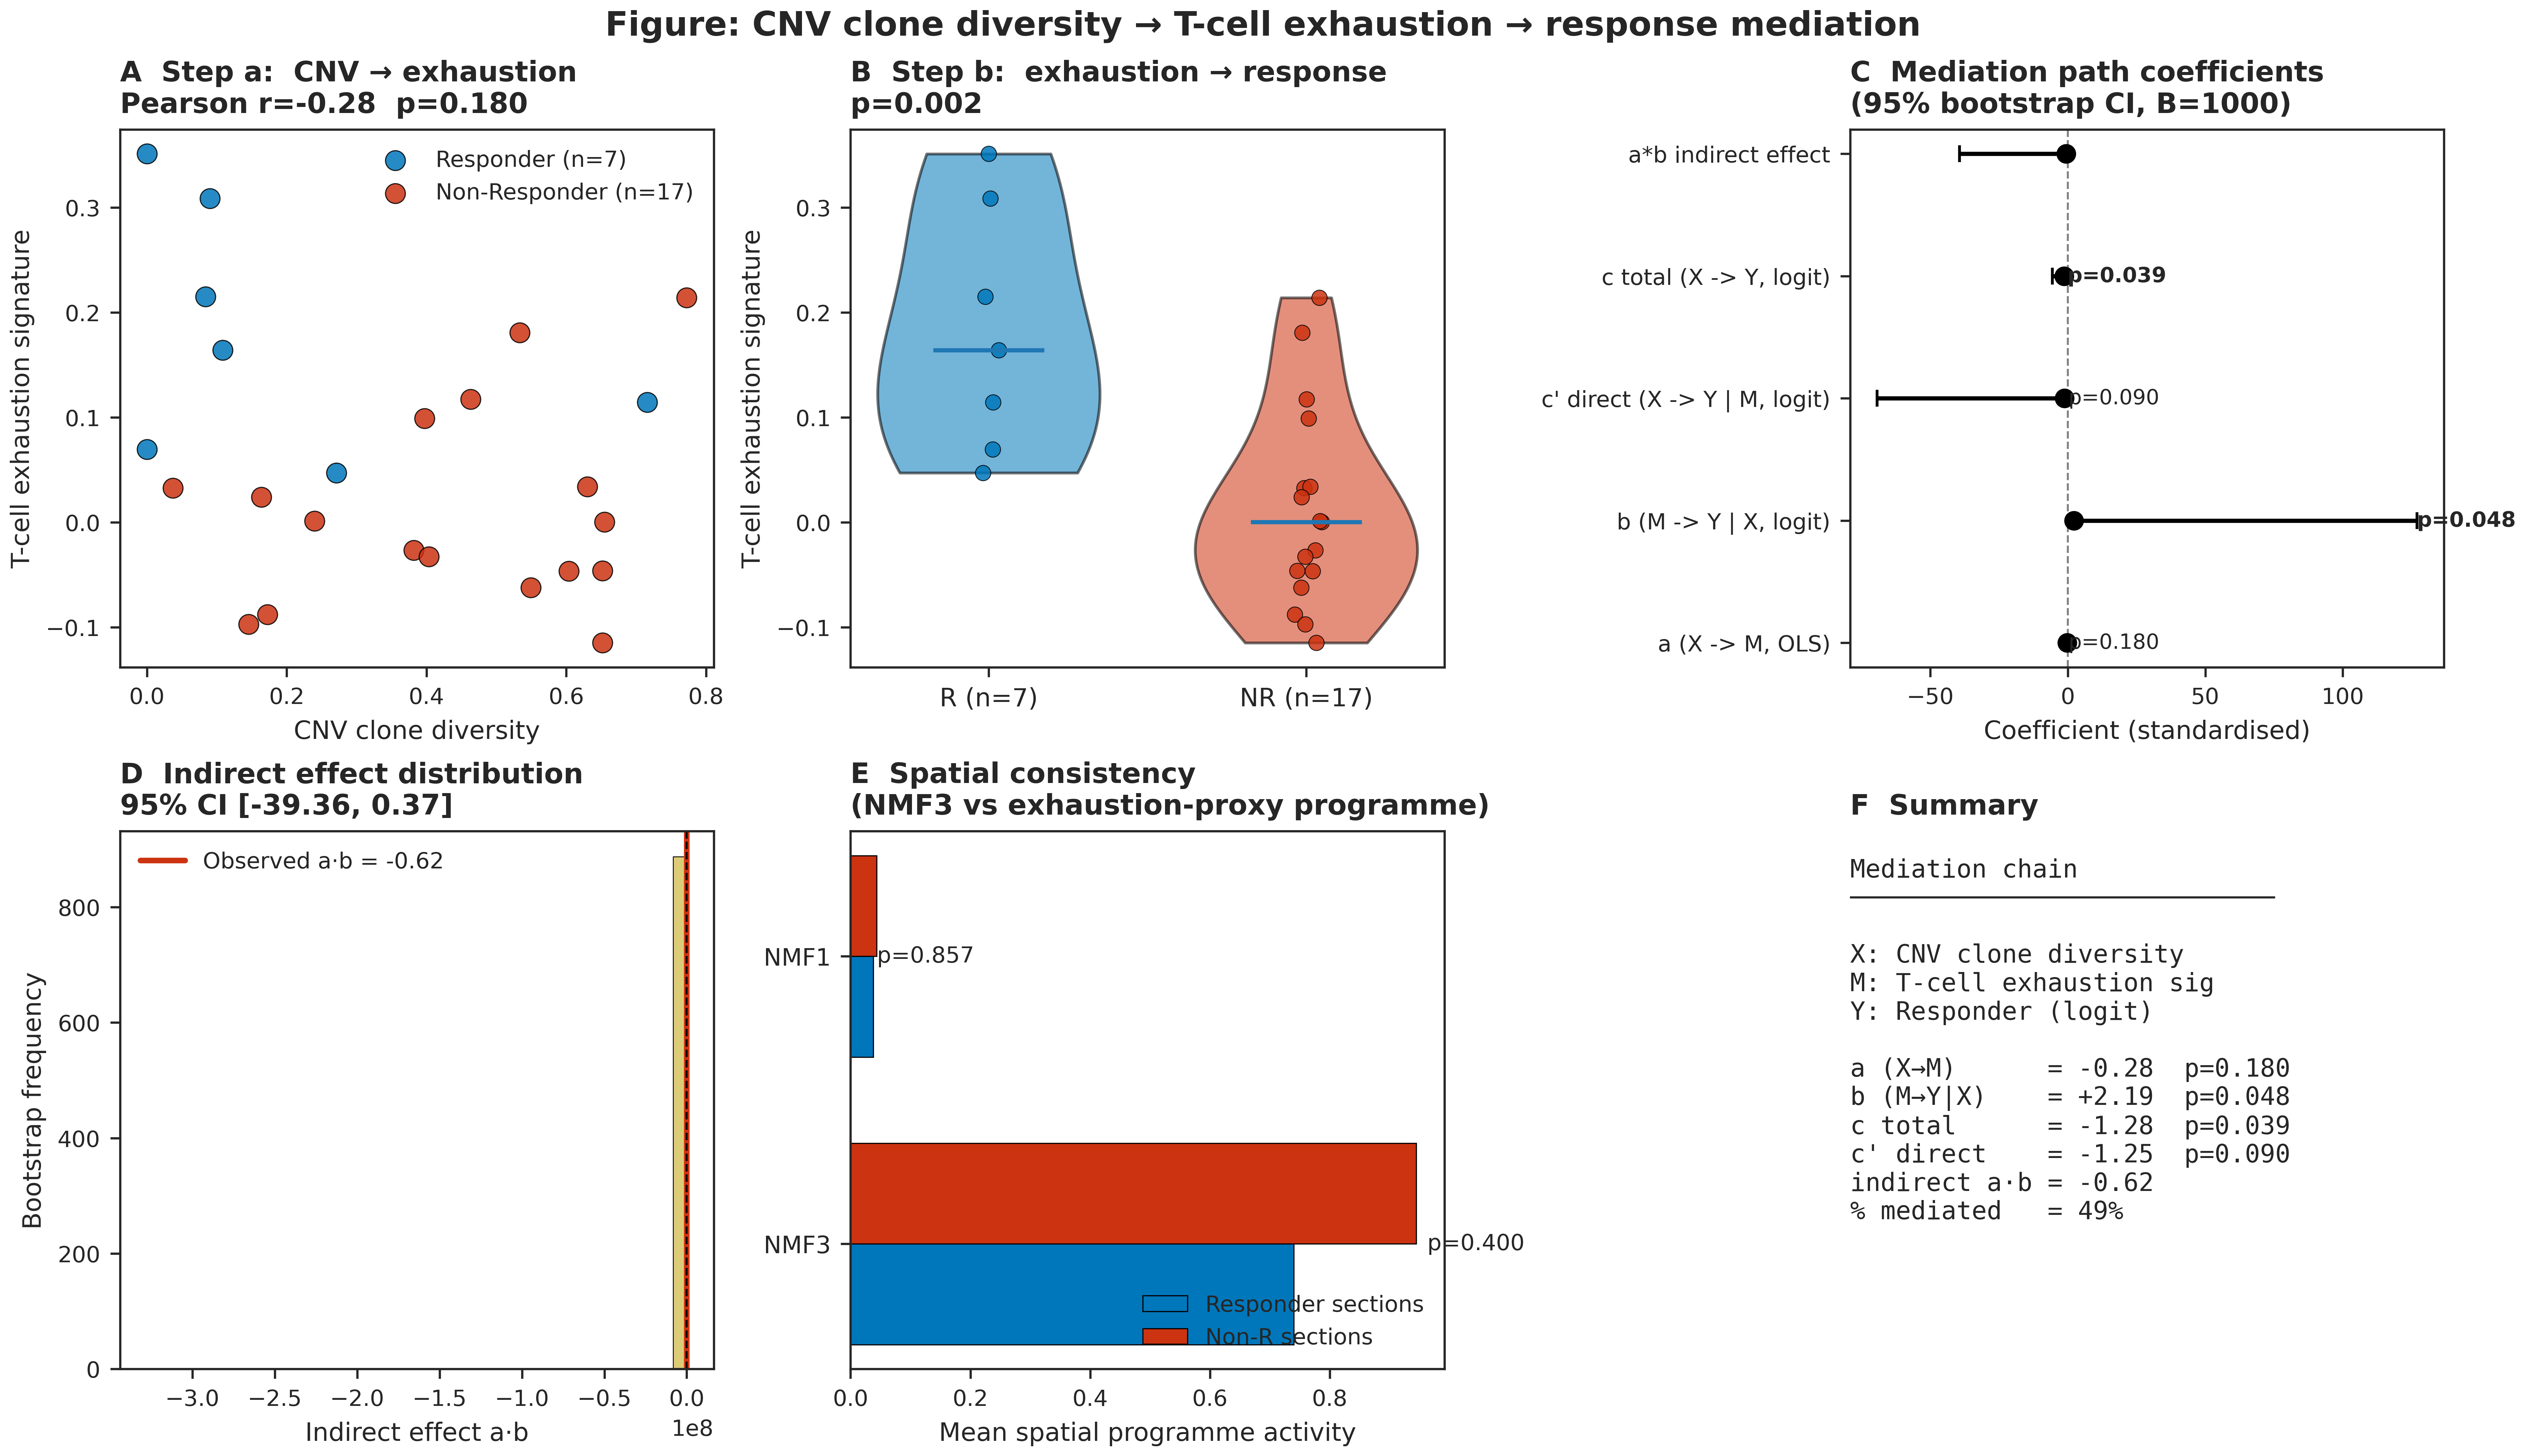 Figure: CNV clone diversity → T-cell exhaustion → response mediation
A Step a: CNV → exhaustion
Pearson r=-0.28 p=0.180
Responder (n=7)
Non-Responder (n=17)
T-cell exhaustion signature
0.3
0.2
0.1
0.0
−0.1
0.0 0.2 0.4 0.6 0.8
CNV clone diversity
B Step b: exhaustion → response
p=0.002
T-cell exhaustion signature
0.3
0.2
0.1
0.0
−0.1
R (n=7) NR (n=17)
C Mediation path coefficients
(95% bootstrap CI, B=1000)
a*b indirect effect
c total (X -> Y, logit)
p=0.039
c' direct (X -> Y | M, logit)
p=0.090
b (M -> Y | X, logit)
p=0.048
a (X -> M, OLS)
p=0.180
−50 0 50 100
Coefficient (standardised)
D Indirect effect distribution
95% CI [-39.36, 0.37]
Observed a·b = -0.62
Bootstrap frequency
800
600
400
200
0
−3.0 −2.5 −2.0 −1.5 −1.0 −0.5 0.0
1e8
Indirect effect a·b
E Spatial consistency
(NMF3 vs exhaustion-proxy programme)
NMF1
p=0.857
NMF3
p=0.400
Responder sections
Non-R sections
0.0 0.2 0.4 0.6 0.8
Mean spatial programme activity
F Summary
Mediation chain
X: CNV clone diversity
M: T-cell exhaustion sig
Y: Responder (logit)
a (X→M) = -0.28 p=0.180
b (M→Y|X) = +2.19 p=0.048
c total = -1.28 p=0.039
c' direct = -1.25 p=0.090
indirect a·b = -0.62
% mediated = 49%